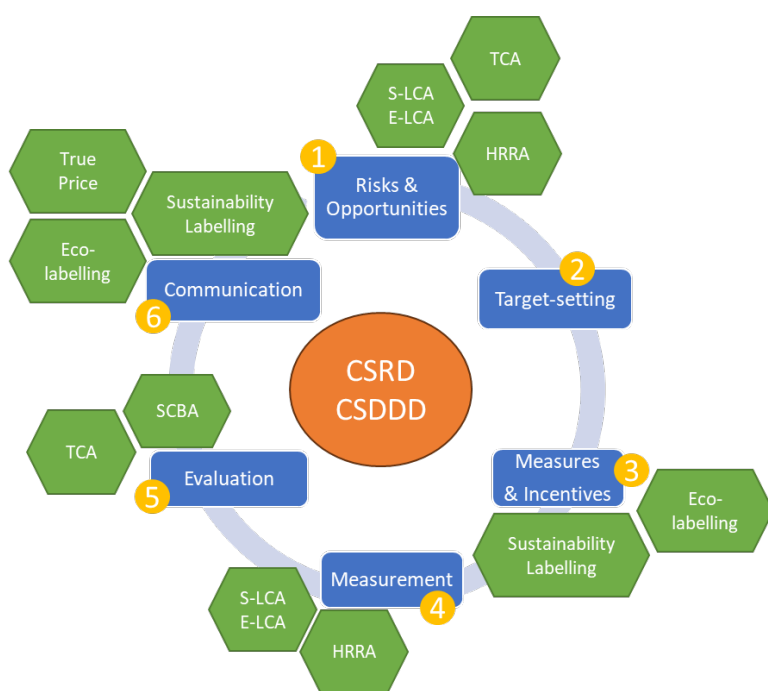 TCA
S-LCA
E-LCA
HRRA
1
Risks &
Opportunities
True
Price
Sustainability
Labelling
Eco-
labelling
2
Target-setting
Communication
6
CSRD
CSDDD
SCBA
TCA
Evaluation
5
Measures
& Incentives
3
Eco-
labelling
Sustainability
Labelling
Measurement
4
S-LCA
E-LCA
HRRA